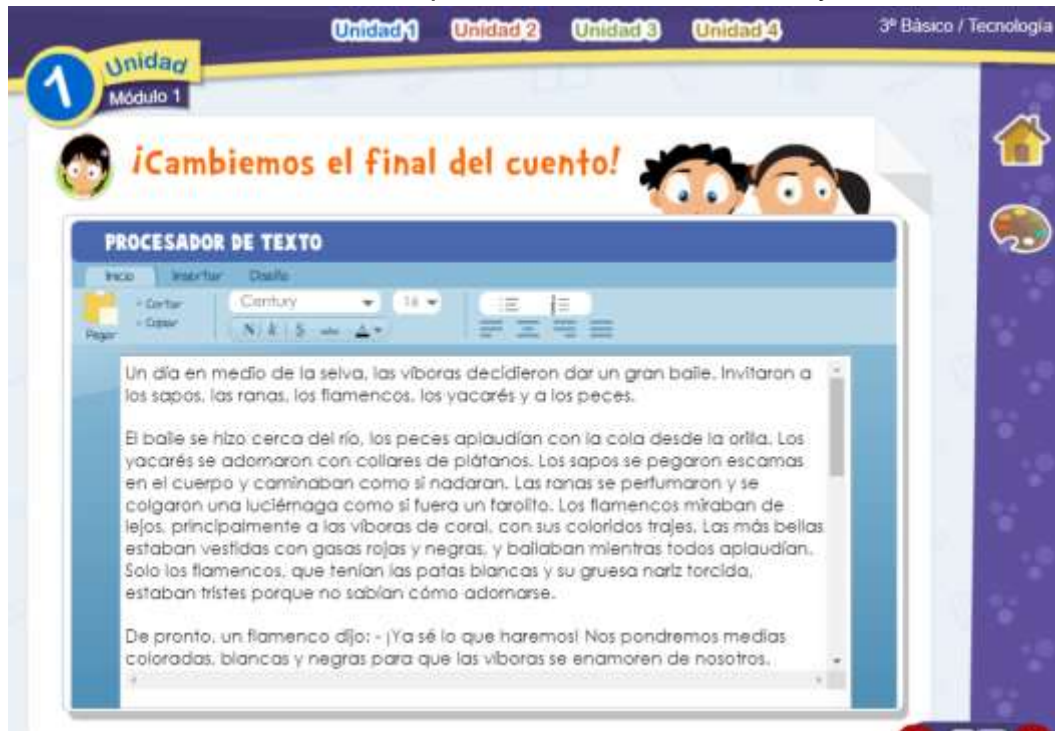 Unidad 1 Unidad 2 Unidad 3 Unidad 4 3º Básico / Tecnología
1 Unidad
Módulo 1
¡Cambiemos el final del cuento!
PROCESADOR DE TEXTO
Inicio Insertar Diseño
Cortar Century 14
Copiar
Pegar N k S abc A
Un día en medio de la selva, las víboras decidieron dar un gran baile. Invitaron a
los sapos, las ranas, los flamencos, los yacarés y a los peces.
El baile se hizo cerca del río, los peces aplaudían con la cola desde la orilla. Los
yacarés se adornaron con collares de plátanos. Los sapos se pegaron escamas
en el cuerpo y caminaban como si nadaran. Las ranas se perfumaron y se
colgaron una luciérnaga como si fuera un farolito. Los flamencos miraban de
lejos, principalmente a las víboras de coral, con sus coloridos trajes. Las más bellas
estaban vestidas con gasas rojas y negras, y bailaban mientras todos aplaudían.
Solo los flamencos, que tenían las patas blancas y su gruesa nariz torcida,
estaban tristes porque no sabían cómo adornarse.
De pronto, un flamenco dijo: - ¡Ya sé lo que haremos! Nos pondremos medias
coloradas, blancas y negras para que las víboras se enamoren de nosotros.